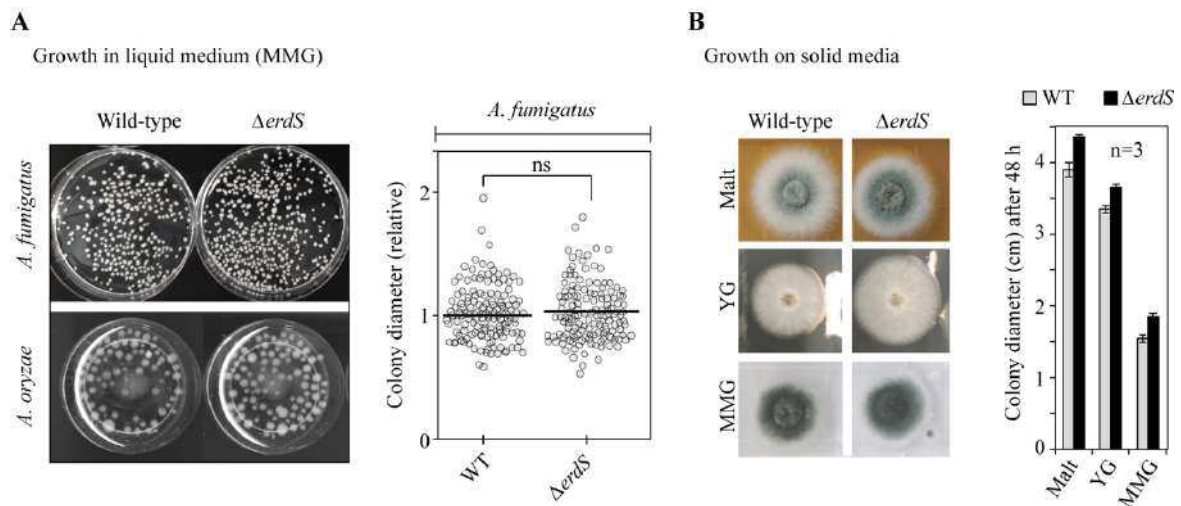 A
Growth in liquid medium (MMG)
Wild-type ΔerdS
A. fumigatus
A. oryzae
A. fumigatus
ns
Colony diameter (relative)
2
1
0
WT ΔerdS
B
Growth on solid media
Wild-type ΔerdS
Malt
YG
MMG
WT ΔerdS
n=3
Colony diameter (cm) after 48 h
4
3
2
1
0
Malt YG MMG